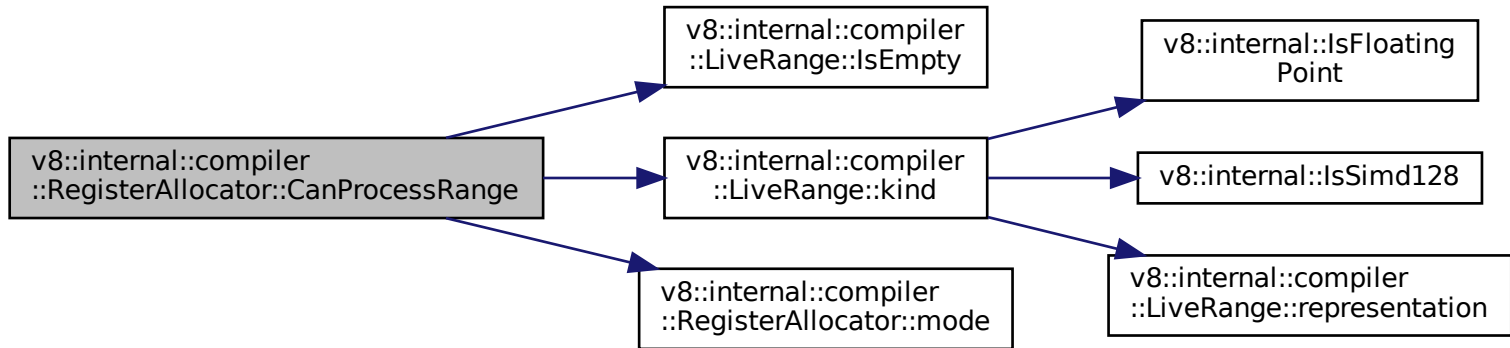 v8::internal::compiler
::LiveRange::IsEmpty
v8::internal::IsFloating
Point
v8::internal::compiler
::RegisterAllocator::CanProcessRange
v8::internal::compiler
::LiveRange::kind
v8::internal::IsSimd128
v8::internal::compiler
::RegisterAllocator::mode
v8::internal::compiler
::LiveRange::representation